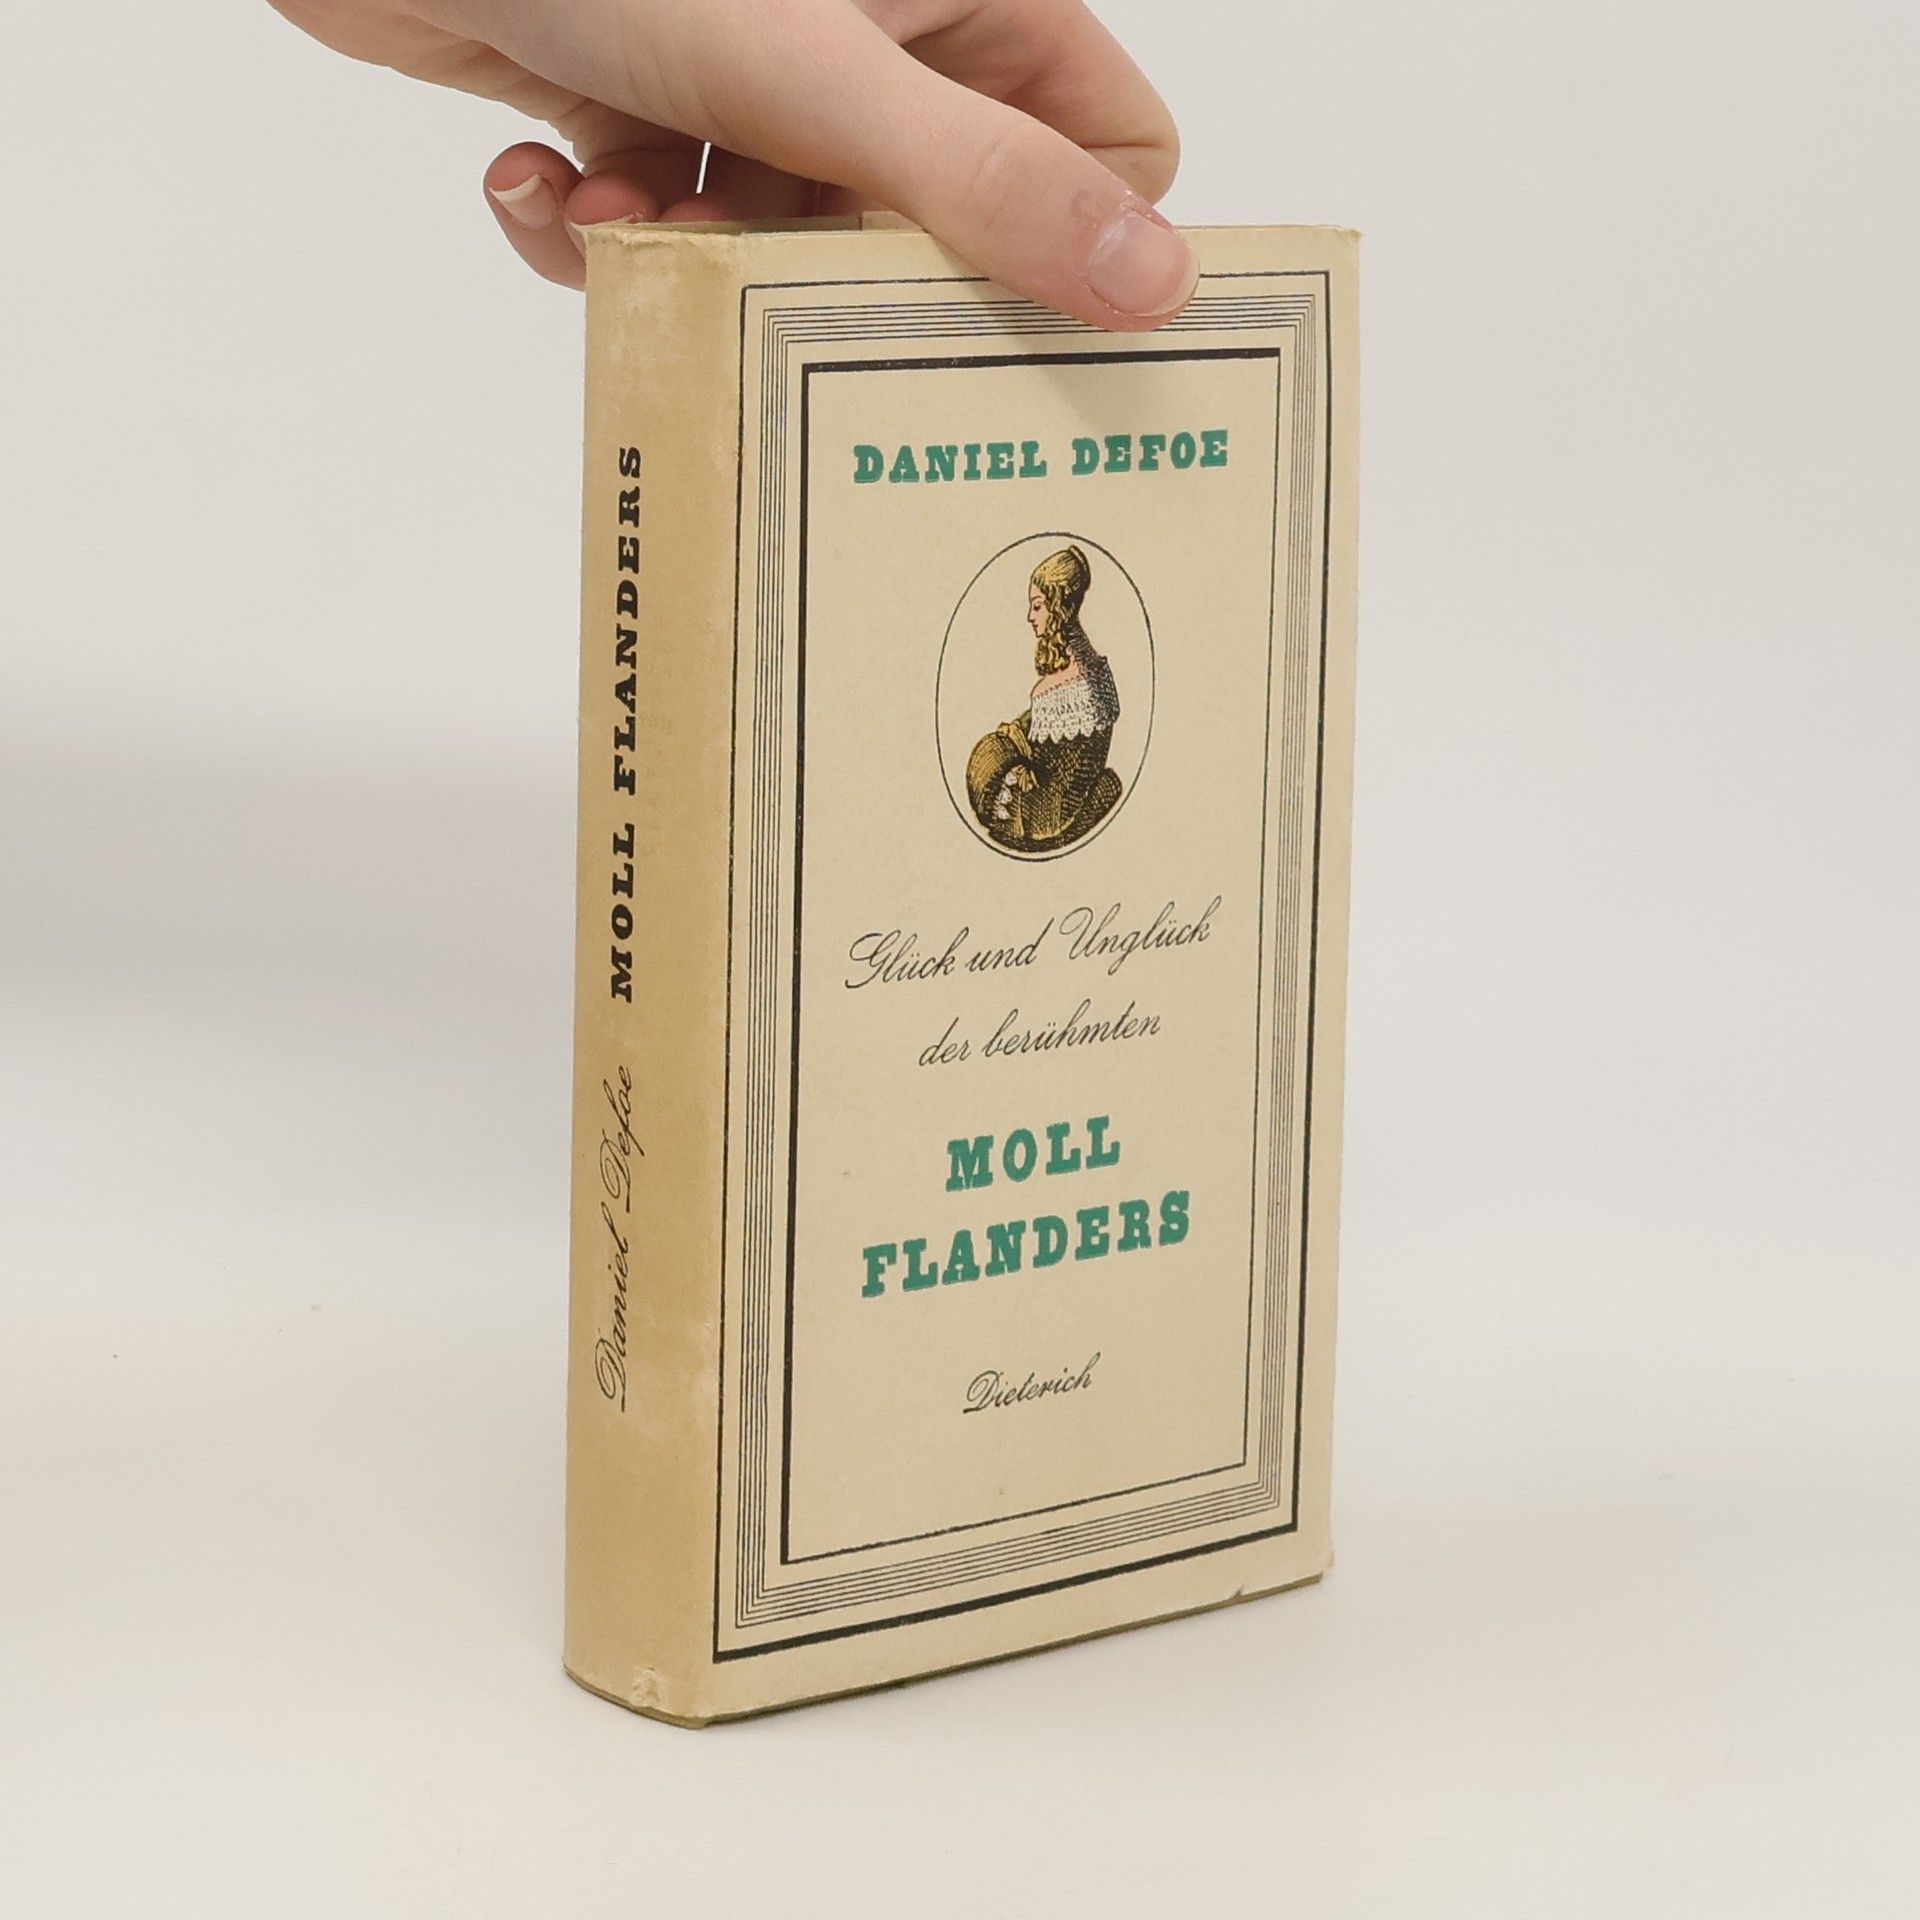 Daniel Defoe MOLL FLANDERS
DANIEL DEFOE
Glück und Unglück
der berühmten
MOLL
FLANDERS
Dieterich